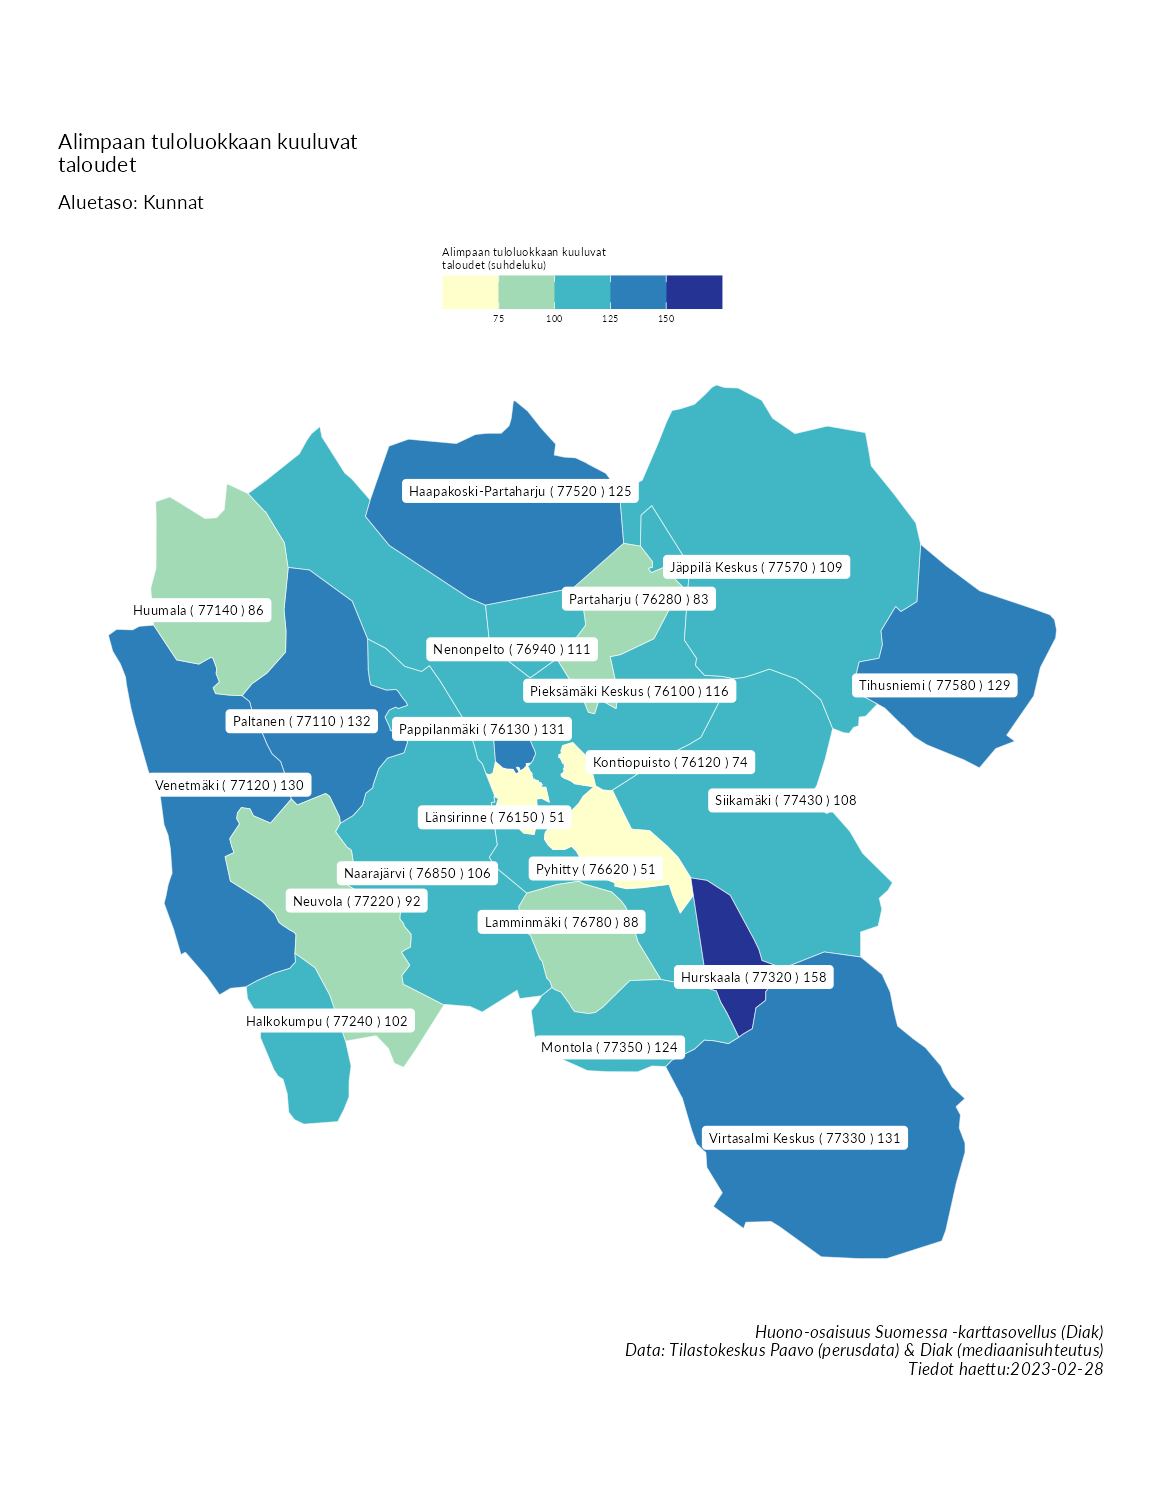 Alimpaan tuloluokkaan kuuluvat
taloudet
Aluetaso: Kunnat
Alimpaan tuloluokkaan kuuluvat
taloudet (suhdeluku)
75 100 125 150
Haapakoski-Partaharju ( 77520 ) 125
Jäppilä Keskus ( 77570 ) 109
Partaharju ( 76280 ) 83
Huumala ( 77140 ) 86
Nenonpelto ( 76940 ) 111
Tihusniemi ( 77580 ) 129
Pieksämäki Keskus ( 76100 ) 116
Paltanen ( 77110 ) 132
Pappilanmäki ( 76130 ) 131
Kontiopuisto ( 76120 ) 74
Venetmäki ( 77120 ) 130
Siikamäki ( 77430 ) 108
Länsirinne ( 76150 ) 51
Pyhitty ( 76620 ) 51
Naarajärvi ( 76850 ) 106
Neuvola ( 77220 ) 92
Lamminmäki ( 76780 ) 88
Hurskaala ( 77320 ) 158
Halkokumpu ( 77240 ) 102
Montola ( 77350 ) 124
Virtasalmi Keskus ( 77330 ) 131
Huono-osaisuus Suomessa -karttasovellus (Diak)
Data: Tilastokeskus Paavo (perusdata) & Diak (mediaanisuhteutus)
Tiedot haettu:2023-02-28